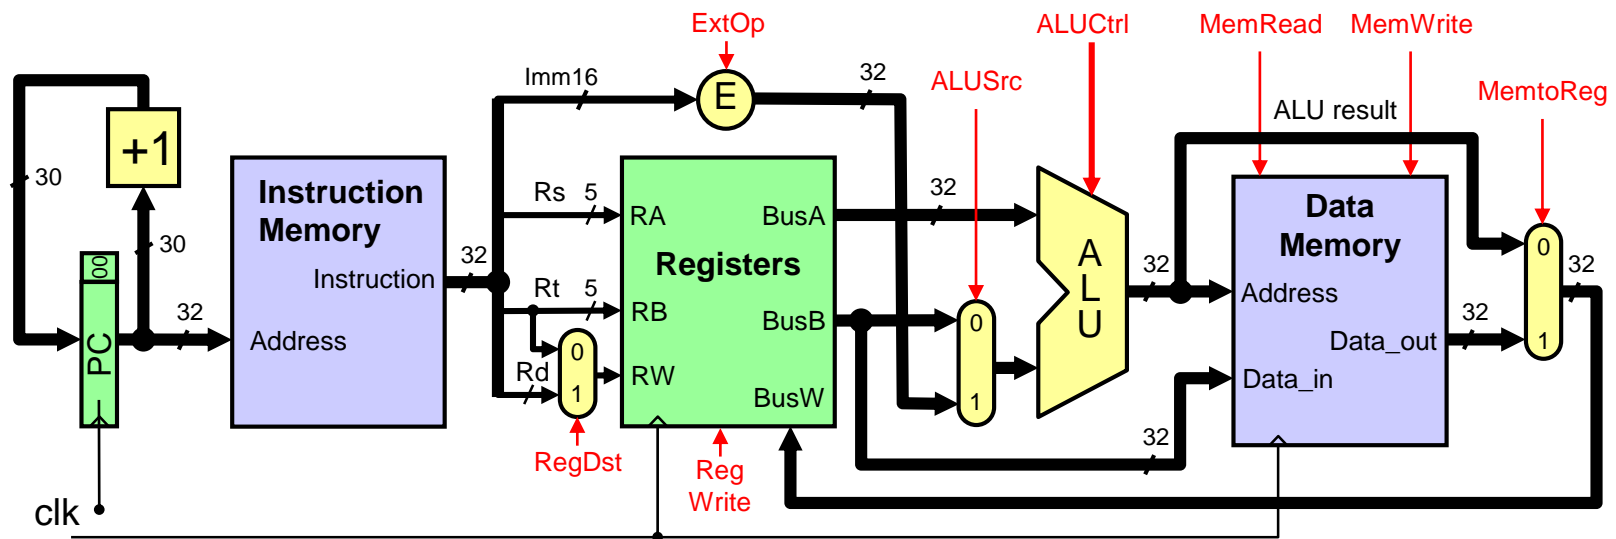 ExtOp
ALUCtrl
MemRead
MemWrite
Imm16
32
ALUSrc
MemtoReg
E
ALU result
+1
30
Instruction
Memory
Rs
5
RA
BusA
32
Data
Memory
30
00
Instruction
32
Registers
A
L
U
0
32
Rt
5
RB
BusB
0
32
Address
32
PC
32
Address
0
Data_out
32
1
Rd
1
RW
BusW
1
Data_in
RegDst
Reg
Write
32
clk